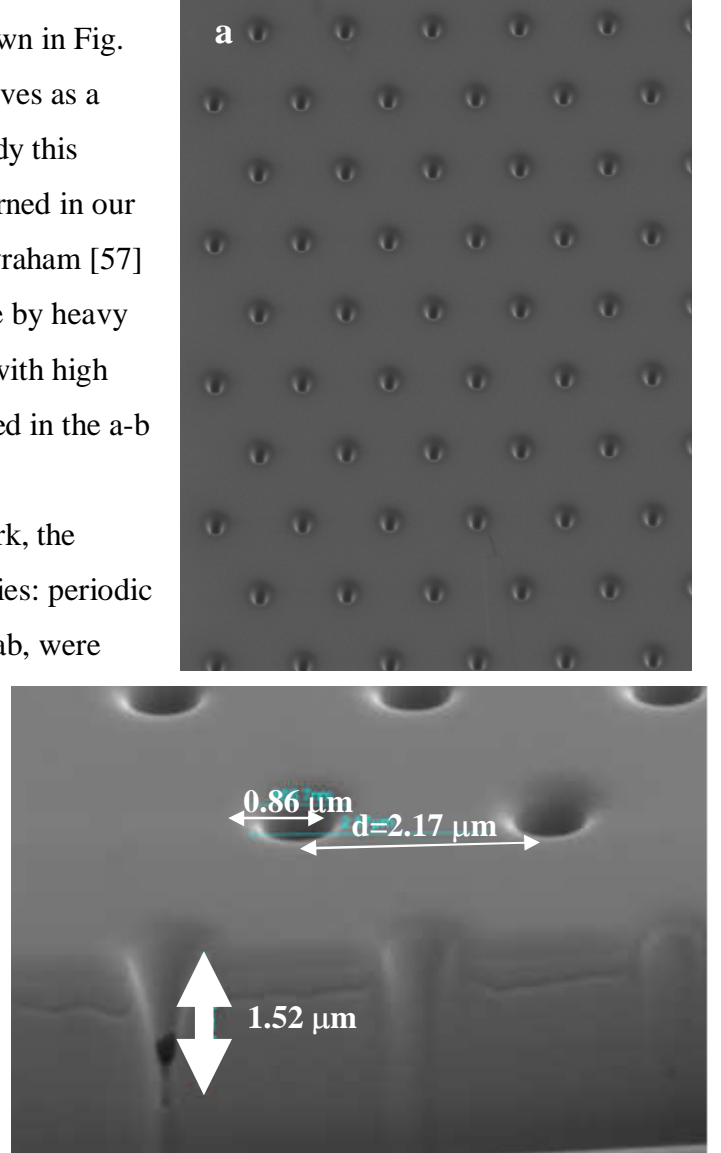 wn in Fig.
ves as a
dy this
rned in our
raham [57]
e by heavy
with high
ed in the a-b
rk, the
ies: periodic
ab, were
a
0.86 μm
d=2.17 μm
1.52 μm